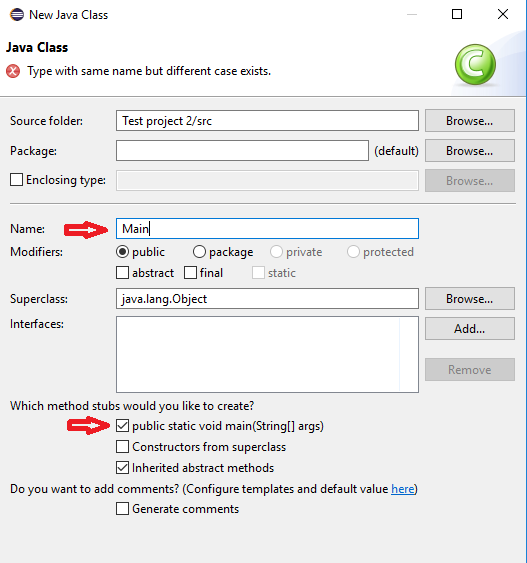 New Java Class
Java Class
Type with same name but different case exists.
Source folder: Test project 2/src Browse...
Package: (default) Browse...
Enclosing type: Browse...
Name: Main
Modifiers: public package private protected
abstract final static
Superclass: java.lang.Object Browse...
Interfaces: Add...
Remove
Which method stubs would you like to create?
public static void main(String[] args)
Constructors from superclass
Inherited abstract methods
Do you want to add comments? (Configure templates and default value here)
Generate comments